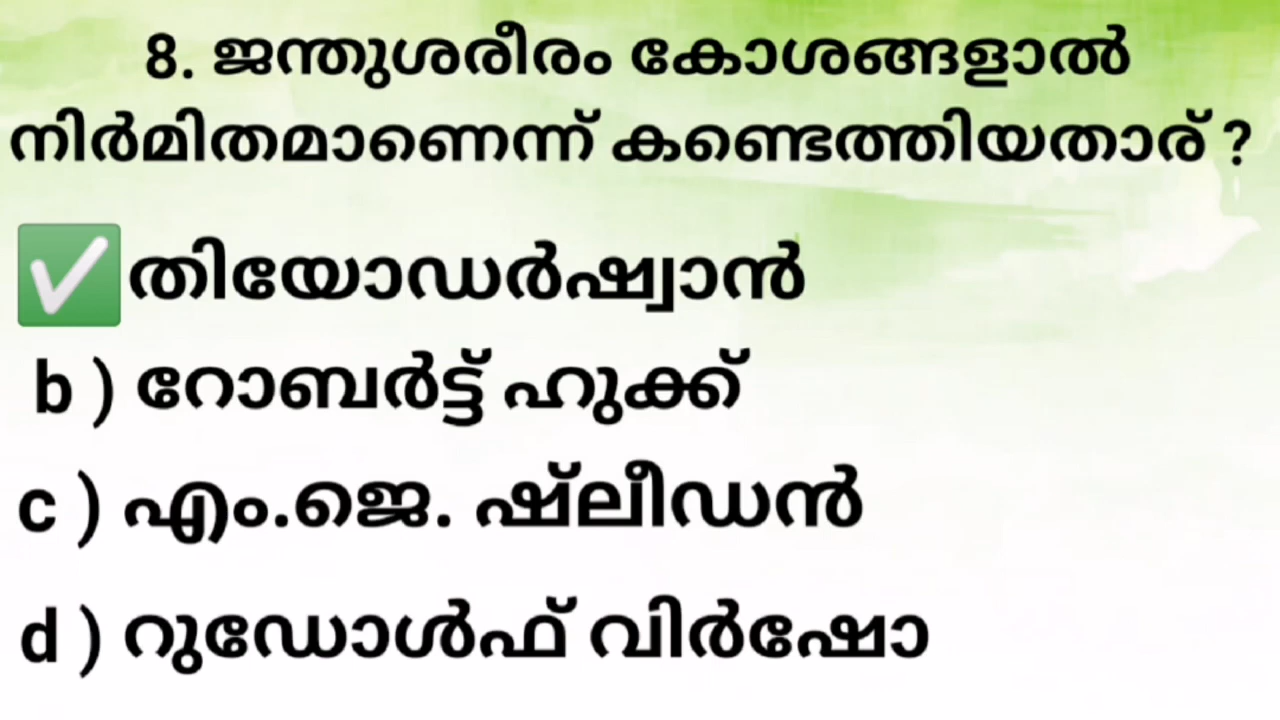 8. ജന്തുശരീരം കോശങ്ങളാൽ
നിർമിതമാണെന്ന് കണ്ടെത്തിയതാര് ?
✅ തിയോഡർഷ്വാൻ
b ) റോബർട്ട് ഹുക്ക്
c ) എം.ജെ. ഷ്ലീഡൻ
d ) റുഡോൾഫ് വിർഷോ